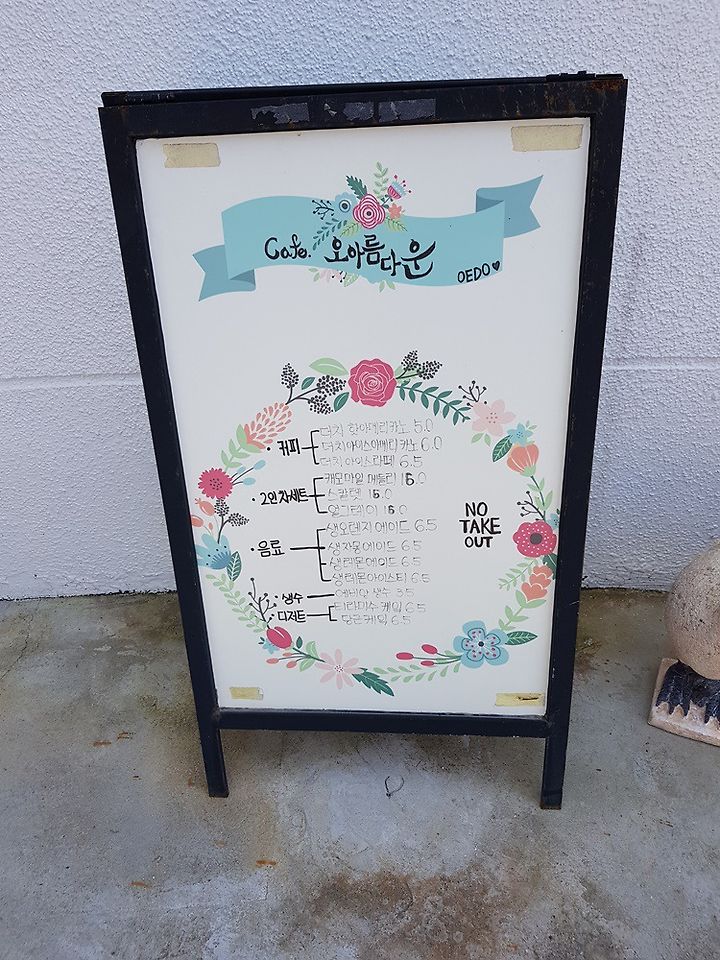 Cafe. 오아름다운
OEDO♥
· 커피 더치 핫아메리카노 5.0
더치아이스아메리카노 6.0
더치아이스라떼 6.5
· 2인차세트 캐모마일 메들리 16.0
스칼렛 16.0
얼그레이 16.0
· 음료 생오렌지에이드 6.5
생자몽에이드 6.5
생레몬에이드 6.5
생레몬아이스티 6.5
· 생수 에비앙 생수 3.5
· 디저트 티라미수케잌 6.5
당근케잌 6.5
NO
TAKE
OUT